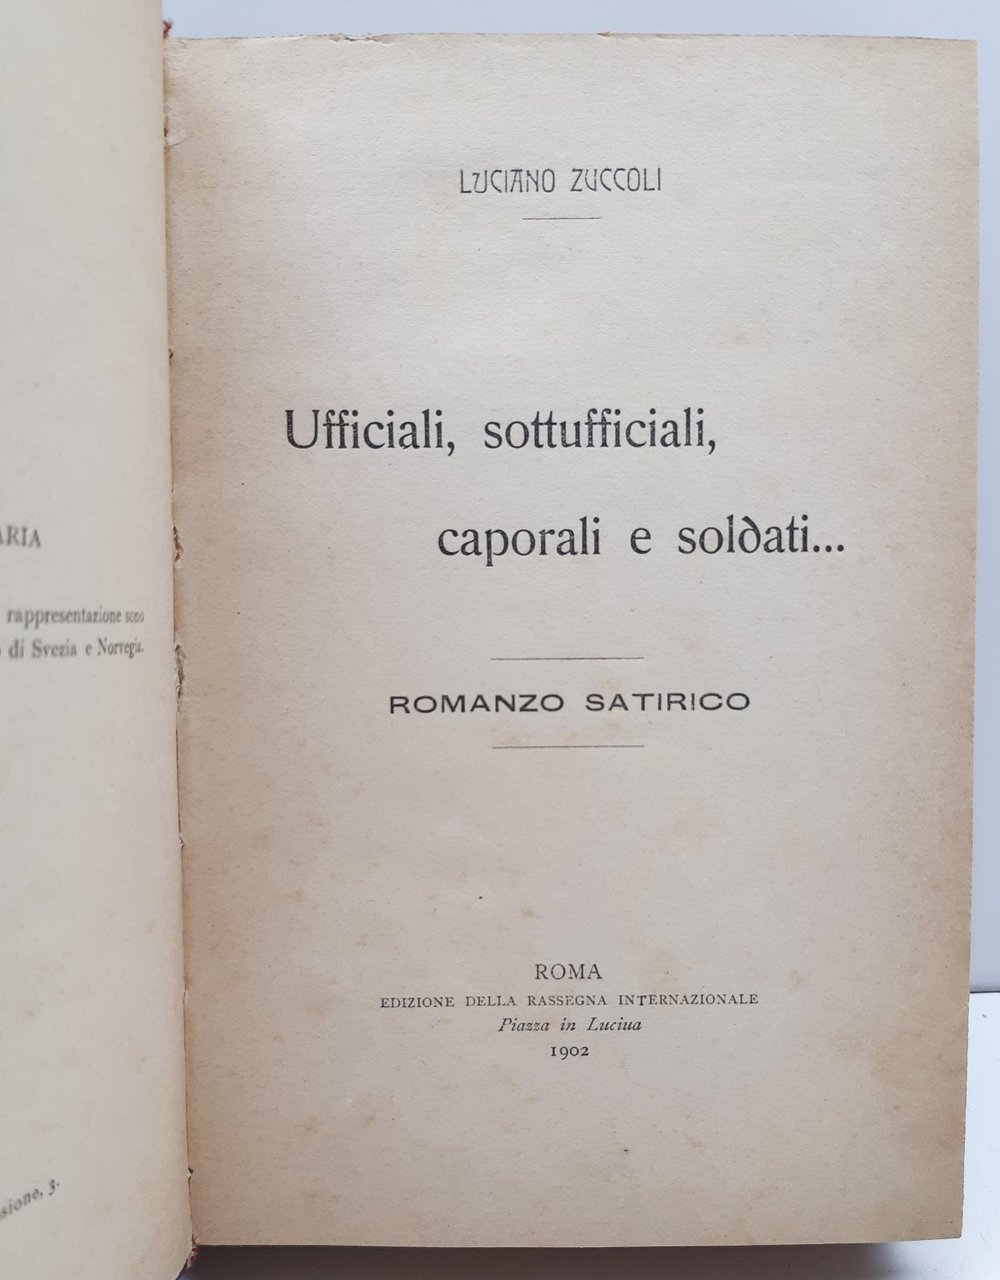 ARIA
rappresentazione sono
di Svezia e Norvegia.
3.
LUCIANO ZUCCOLI
Ufficiali, sottufficiali,
caporali e soldati...
ROMANZO SATIRICO
ROMA
EDIZIONE DELLA RASSEGNA INTERNAZIONALE
Piazza in Luciua
1902